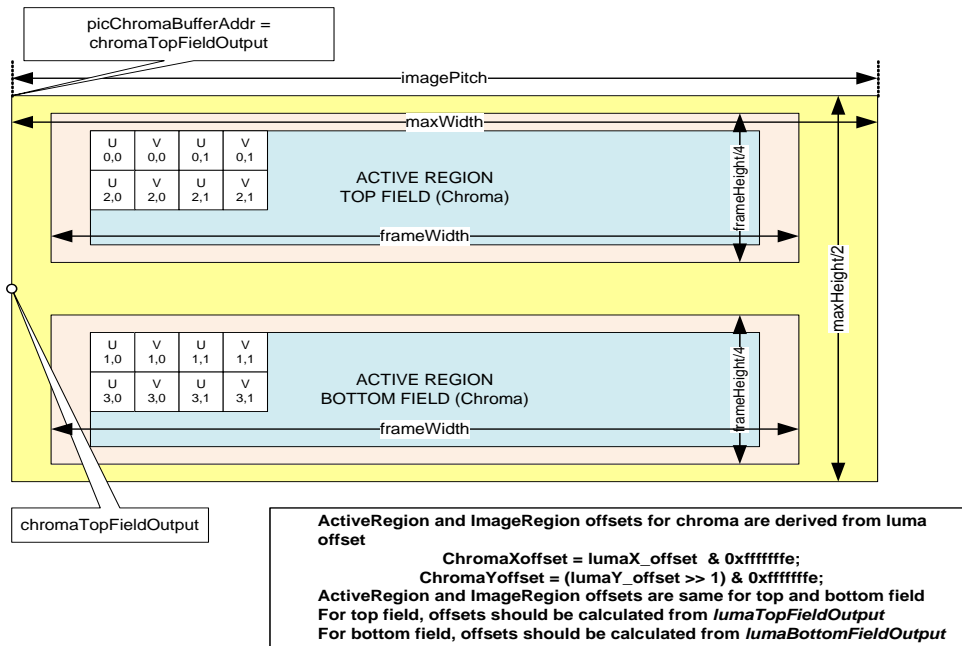 picChromaBufferAddr =
chromaTopFieldOutput
imagePitch
maxWidth
U V U V
0,0 0,0 0,1 0,1
U V U V
2,0 2,0 2,1 2,1
ACTIVE REGION
TOP FIELD (Chroma)
frameHeight/4
frameWidth
maxHeight/2
U V U V
1,0 1,0 1,1 1,1
U V U V
3,0 3,0 3,1 3,1
ACTIVE REGION
BOTTOM FIELD (Chroma)
frameHeight/4
frameWidth
chromaTopFieldOutput
ActiveRegion and ImageRegion offsets for chroma are derived from luma
offset
ChromaXoffset = lumaX_offset & 0xfffffffe;
ChromaYoffset = (lumaY_offset >> 1) & 0xfffffffe;
ActiveRegion and ImageRegion offsets are same for top and bottom field
For top field, offsets should be calculated from lumaTopFieldOutput
For bottom field, offsets should be calculated from lumaBottomFieldOutput